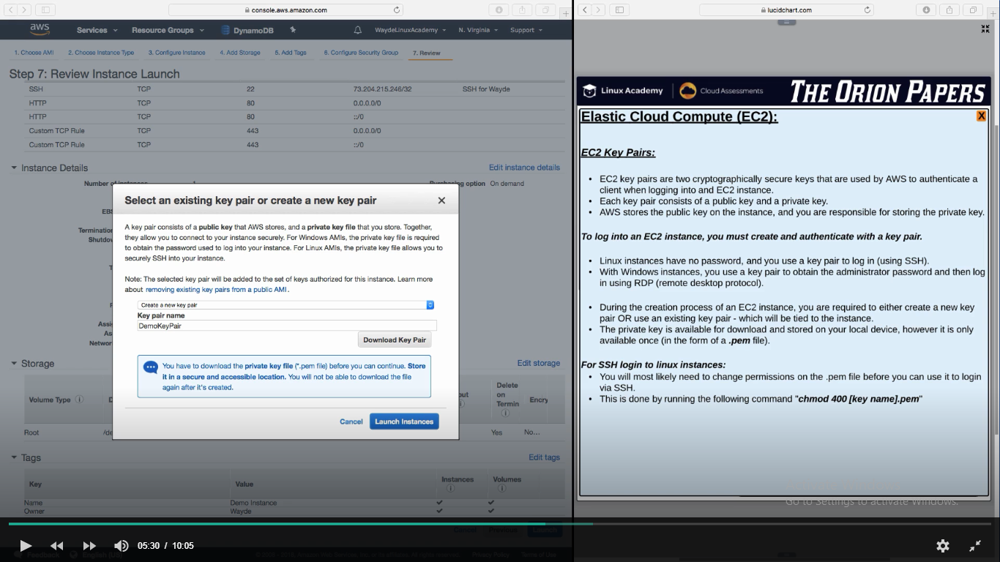 console.aws.amazon.com
aws
Services
Resource Groups
DynamoDB
WaydeLinuxAcademy
N. Virginia
Support
1. Choose AMI
2. Choose Instance Type
3. Configure Instance
4. Add Storage
5. Add Tags
6. Configure Security Group
7. Review
Step 7: Review Instance Launch
SSH TCP 22 73.204.215.246/32 SSH for Wayde
HTTP TCP 80 0.0.0.0/0
HTTP TCP 80 ::/0
Custom TCP Rule TCP 443 0.0.0.0/0
Custom TCP Rule TCP 443 ::/0
Instance Details
Edit instance details
Number of instances 1 Purchasing option On demand
EBS
Termination
Shutdow
Assig
As
Network
Select an existing key pair or create a new key pair
A key pair consists of a public key that AWS stores, and a private key file that you store. Together,
they allow you to connect to your instance securely. For Windows AMIs, the private key file is required
to obtain the password used to log into your instance. For Linux AMIs, the private key file allows you to
securely SSH into your instance.
Note: The selected key pair will be added to the set of keys authorized for this instance. Learn more
about removing existing key pairs from a public AMI.
Create a new key pair
Key pair name
DemoKeyPair
Download Key Pair
You have to download the private key file (*.pem file) before you can continue. Store
it in a secure and accessible location. You will not be able to download the file
again after it's created.
Cancel
Launch Instances
Storage
Edit storage
Volume Type
Delete
on
Termin
Encry
Root /de Yes No...
Tags
Edit tags
Key Value Instances Volumes
Name Demo Instance
Owner Wayde
Feedback
English (US)
Privacy Policy
Terms of Use
05:30 / 10:05
lucidchart.com
Linux Academy
Cloud Assessments
THE ORION PAPERS
Elastic Cloud Compute (EC2):
X
EC2 Key Pairs:
• EC2 key pairs are two cryptographically secure keys that are used by AWS to authenticate a
client when logging into and EC2 instance.
• Each key pair consists of a public key and a private key.
• AWS stores the public key on the instance, and you are responsible for storing the private key.
To log into an EC2 instance, you must create and authenticate with a key pair.
• Linux instances have no password, and you use a key pair to log in (using SSH).
• With Windows instances, you use a key pair to obtain the administrator password and then log
in using RDP (remote desktop protocol).
• During the creation process of an EC2 instance, you are required to either create a new key
pair OR use an existing key pair - which will be tied to the instance.
• The private key is available for download and stored on your local device, however it is only
available once (in the form of a .pem file).
For SSH login to linux instances:
• You will most likely need to change permissions on the .pem file before you can use it to login
via SSH.
• This is done by running the following command "chmod 400 [key name].pem"
Go to Settings to activate Windows.